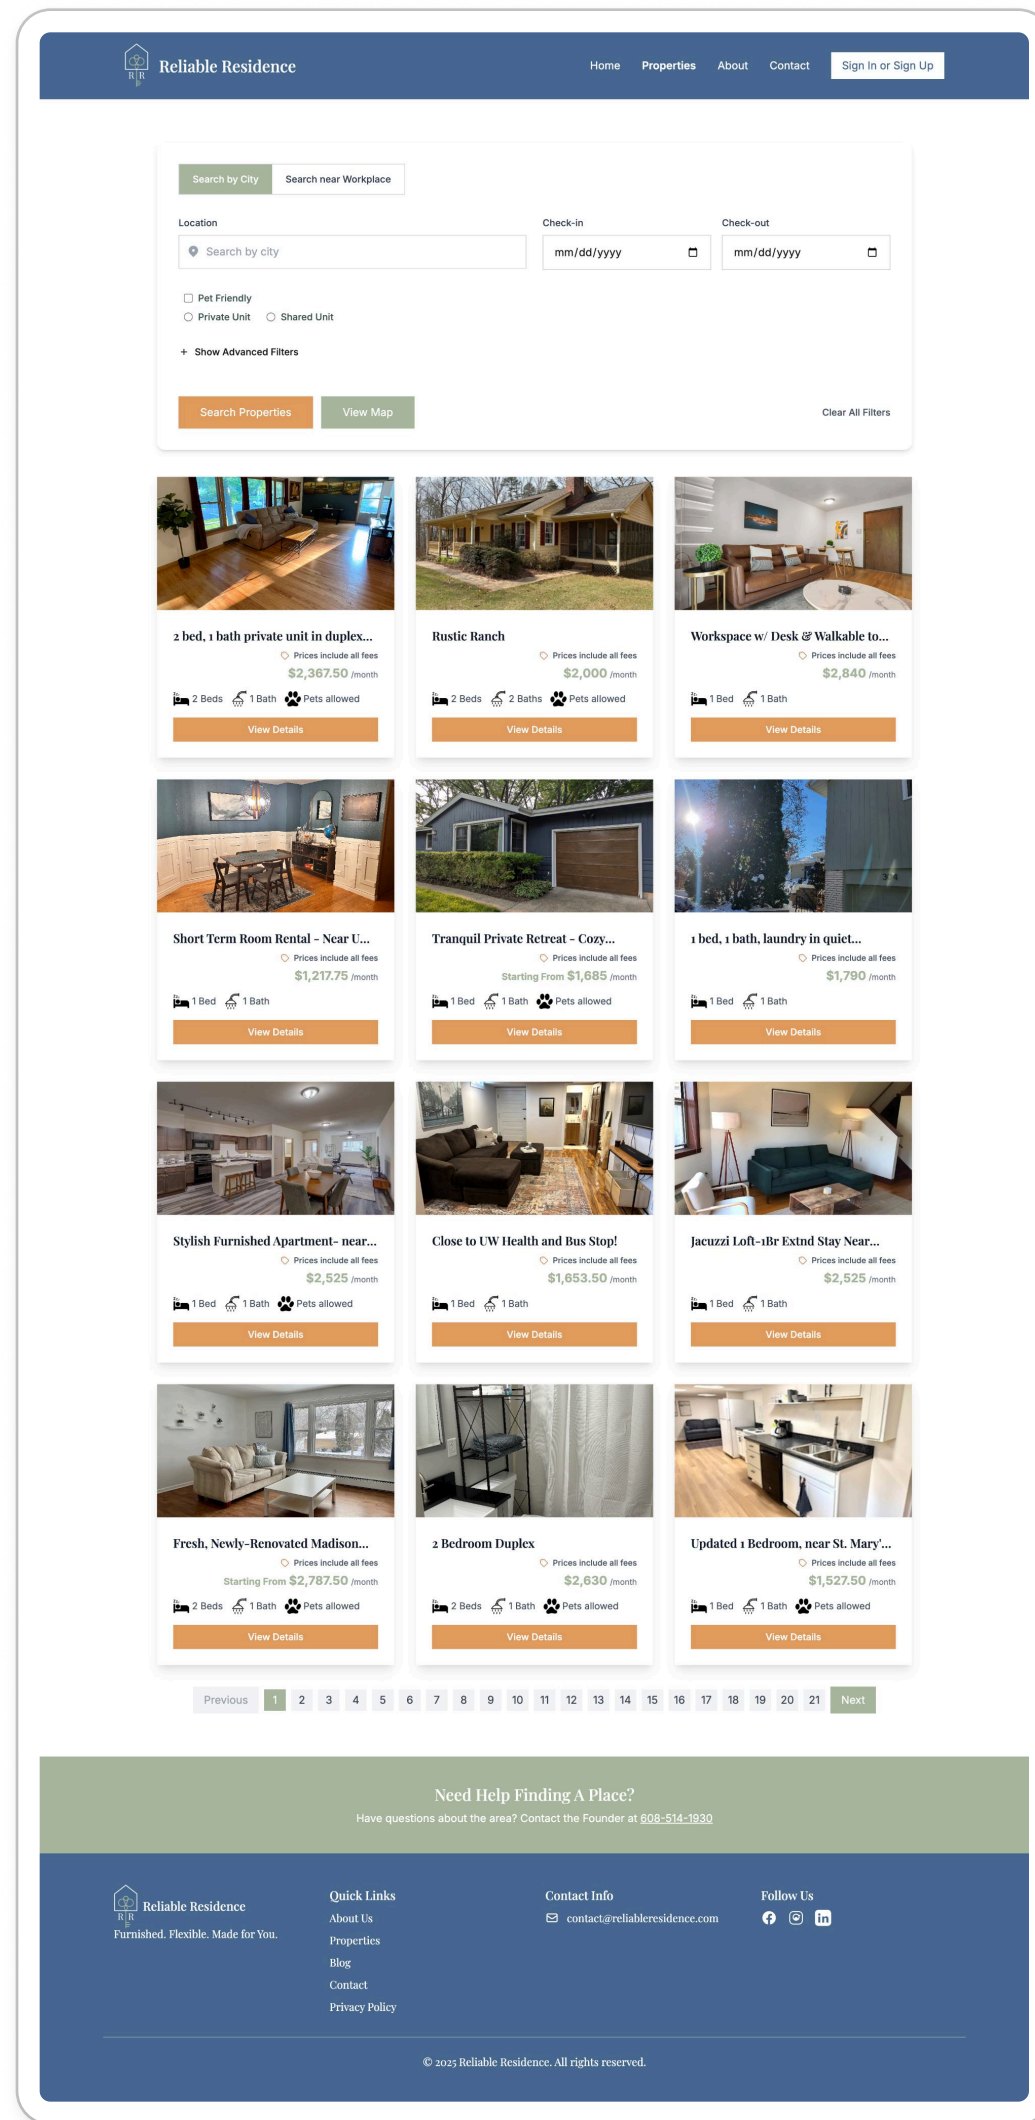 RR
Reliable Residence
Home Properties About Contact Sign In or Sign Up
Search by City Search near Workplace
Location Check-in Check-out
Search by city mm/dd/yyyy mm/dd/yyyy
Pet Friendly
Private Unit Shared Unit
+ Show Advanced Filters
Search Properties View Map Clear All Filters
2 bed, 1 bath private unit in duplex...
Prices include all fees
$2,367.50 /month
2 Beds 1 Bath Pets allowed
View Details
Rustic Ranch
Prices include all fees
$2,000 /month
2 Beds 2 Baths Pets allowed
View Details
Workspace w/ Desk & Walkable to...
Prices include all fees
$2,840 /month
1 Bed 1 Bath
View Details
Short Term Room Rental - Near U...
Prices include all fees
$1,217.75 /month
1 Bed 1 Bath
View Details
Tranquil Private Retreat - Cozy...
Prices include all fees
Starting From $1,685 /month
1 Bed 1 Bath Pets allowed
View Details
1 bed, 1 bath, laundry in quiet...
Prices include all fees
$1,790 /month
1 Bed 1 Bath
View Details
Stylish Furnished Apartment- near...
Prices include all fees
$2,525 /month
1 Bed 1 Bath Pets allowed
View Details
Close to UW Health and Bus Stop!
Prices include all fees
$1,653.50 /month
1 Bed 1 Bath
View Details
Jacuzzi Loft-1Br Extnd Stay Near...
Prices include all fees
$2,525 /month
1 Bed 1 Bath
View Details
Fresh, Newly-Renovated Madison...
Prices include all fees
Starting From $2,787.50 /month
2 Beds 1 Bath Pets allowed
View Details
2 Bedroom Duplex
Prices include all fees
$2,630 /month
2 Beds 1 Bath Pets allowed
View Details
Updated 1 Bedroom, near St. Mary'...
Prices include all fees
$1,527.50 /month
1 Bed 1 Bath Pets allowed
View Details
Previous 1 2 3 4 5 6 7 8 9 10 11 12 13 14 15 16 17 18 19 20 21 Next
Need Help Finding A Place?
Have questions about the area? Contact the Founder at 608-514-1930
RR
Reliable Residence
Furnished. Flexible. Made for You.
Quick Links
About Us
Properties
Blog
Contact
Privacy Policy
Contact Info
contact@reliableresidence.com
Follow Us
in
© 2025 Reliable Residence. All rights reserved.